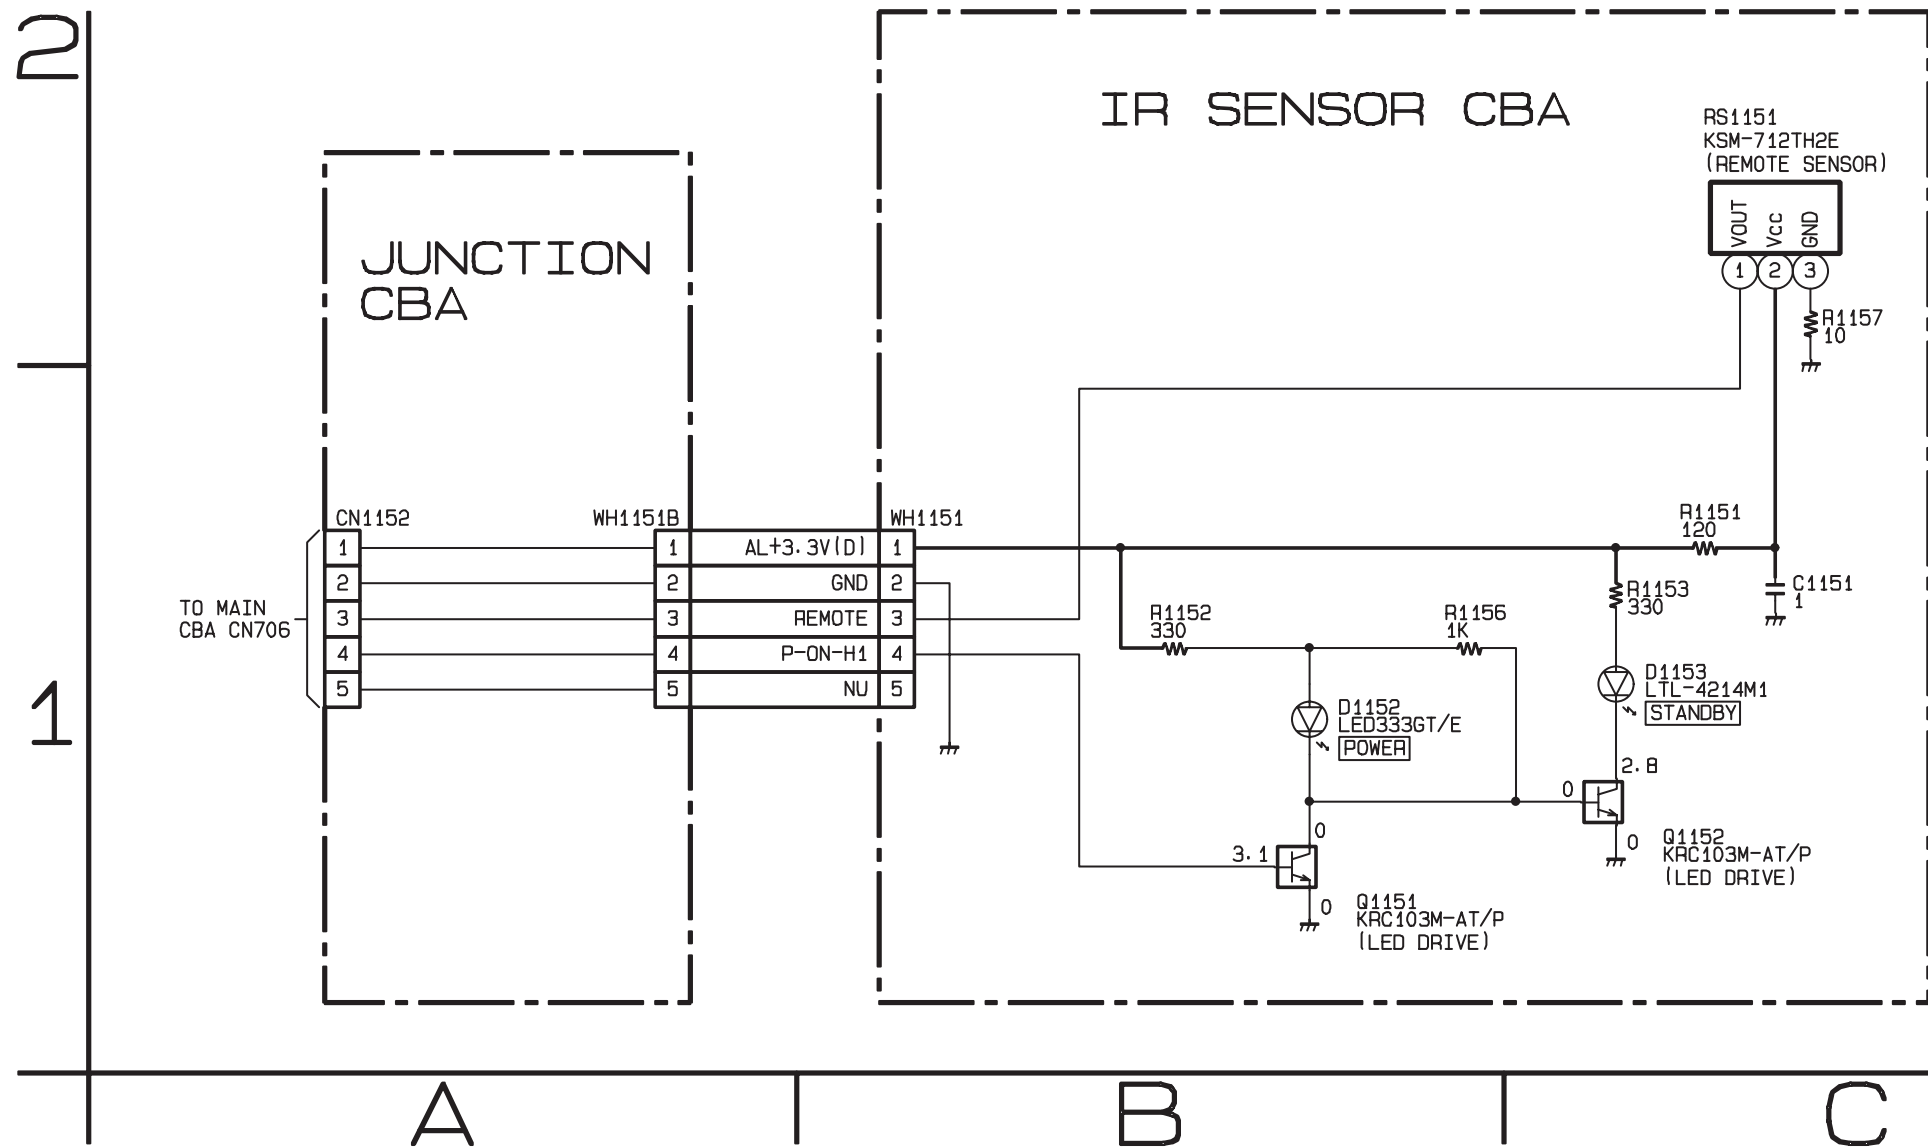 2
IR SENSOR CBA
RS1151
KSM-712TH2E
(REMOTE SENSOR)
VOUT
Vcc
GND
1
2
3
R1157
10
JUNCTION
CBA
CN1152
WH1151B
WH1151
1
1
AL+3.3V(D)
1
2
2
GND
2
3
3
REMOTE
3
4
4
P-ON-H1
4
5
5
NU
5
TO MAIN
CBA CN706
R1151
120
C1151
1
R1152
330
R1156
1K
R1153
330
D1152
LED333GT/E
POWER
D1153
LTL-4214M1
STANDBY
2.8
0
0
Q1152
KRC103M-AT/P
(LED DRIVE)
0
3.1
0
Q1151
KRC103M-AT/P
(LED DRIVE)
1
A
B
C